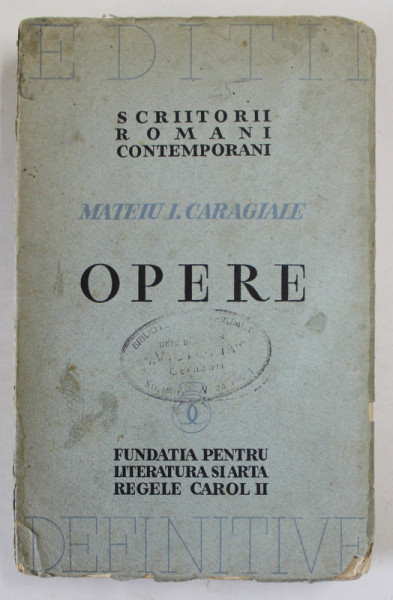 EDITII
SCRIITORII
ROMANI
CONTEMPORANI
MATEIU I. CARAGIALE
OPERE
FUNDATIA PENTRU
LITERATURA SI ARTA
REGELE CAROL II
DEFINITIVE